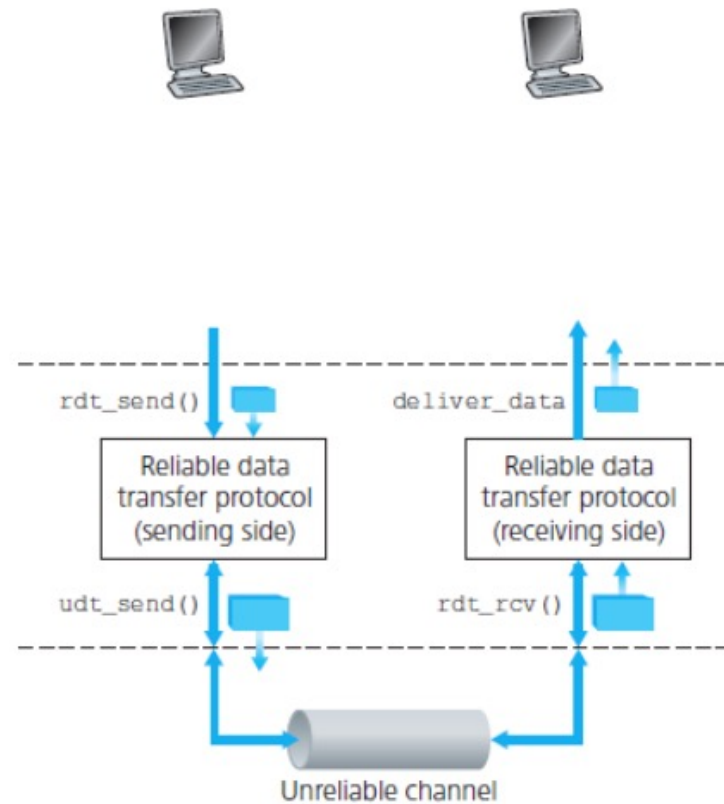 rdt_send()
deliver_data
Reliable data
transfer protocol
(sending side)
Reliable data
transfer protocol
(receiving side)
udt_send()
rdt_rcv()
Unreliable channel